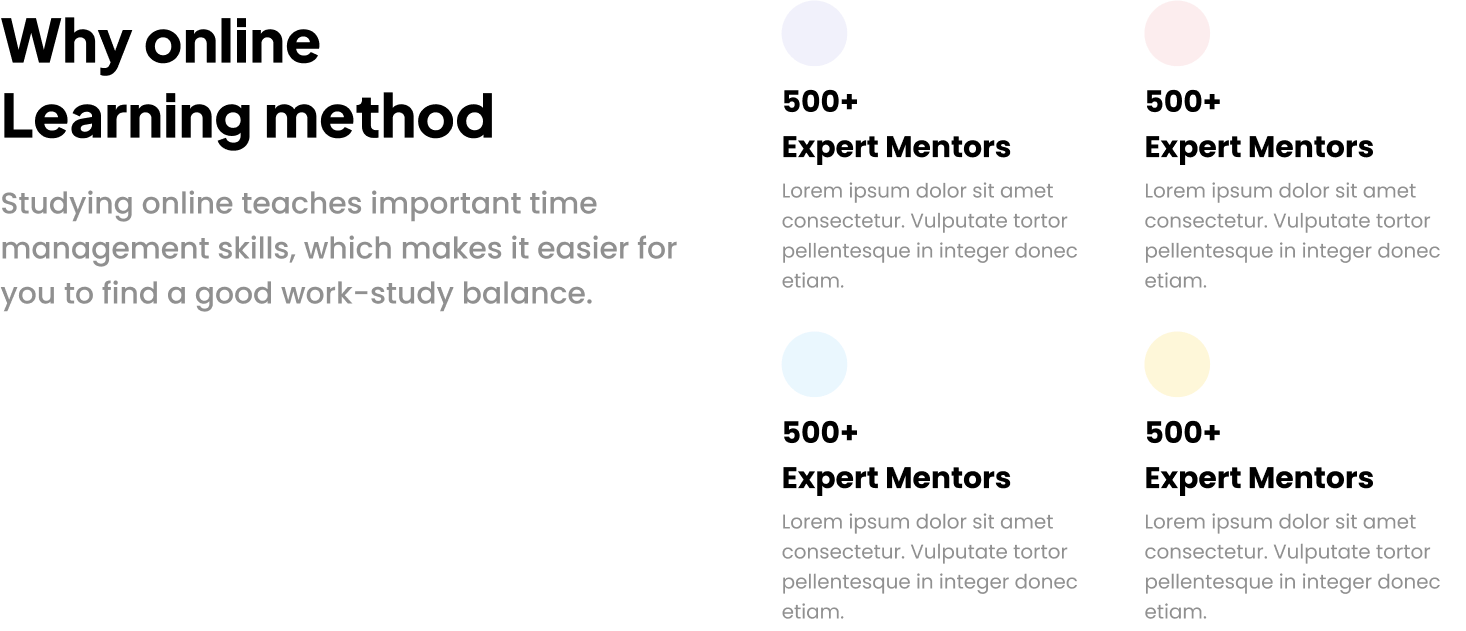 Why online
Learning method
Studying online teaches important time
management skills, which makes it easier for
you to find a good work-study balance.
500+
Expert Mentors
Lorem ipsum dolor sit amet
consectetur. Vulputate tortor
pellentesque in integer donec
etiam.
500+
Expert Mentors
Lorem ipsum dolor sit amet
consectetur. Vulputate tortor
pellentesque in integer donec
etiam.
500+
Expert Mentors
Lorem ipsum dolor sit amet
consectetur. Vulputate tortor
pellentesque in integer donec
etiam.
500+
Expert Mentors
Lorem ipsum dolor sit amet
consectetur. Vulputate tortor
pellentesque in integer donec
etiam.